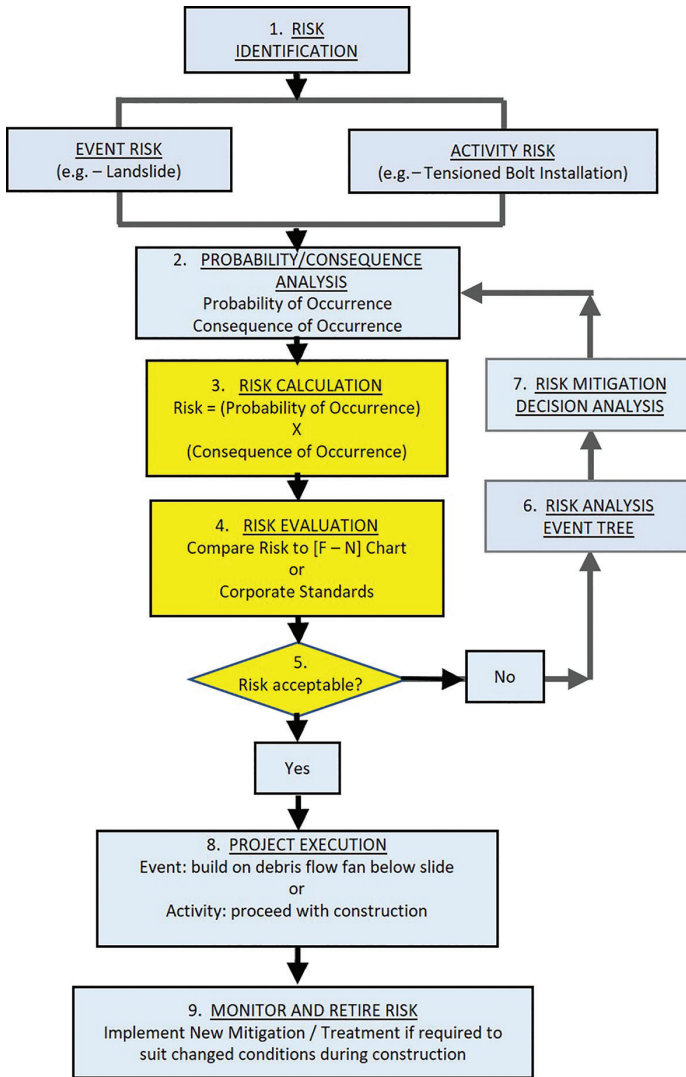 1. RISK
IDENTIFICATION
EVENT RISK
(e.g. – Landslide)
ACTIVITY RISK
(e.g. – Tensioned Bolt Installation)
2. PROBABILITY/CONSEQUENCE
ANALYSIS
Probability of Occurrence
Consequence of Occurrence
3. RISK CALCULATION
Risk = (Probability of Occurrence)
X
(Consequence of Occurrence)
4. RISK EVALUATION
Compare Risk to [F – N] Chart
or
Corporate Standards
5.
Risk acceptable?
No
6. RISK ANALYSIS
EVENT TREE
7. RISK MITIGATION
DECISION ANALYSIS
Yes
8. PROJECT EXECUTION
Event: build on debris flow fan below slide
or
Activity: proceed with construction
9. MONITOR AND RETIRE RISK
Implement New Mitigation / Treatment if required to
suit changed conditions during construction